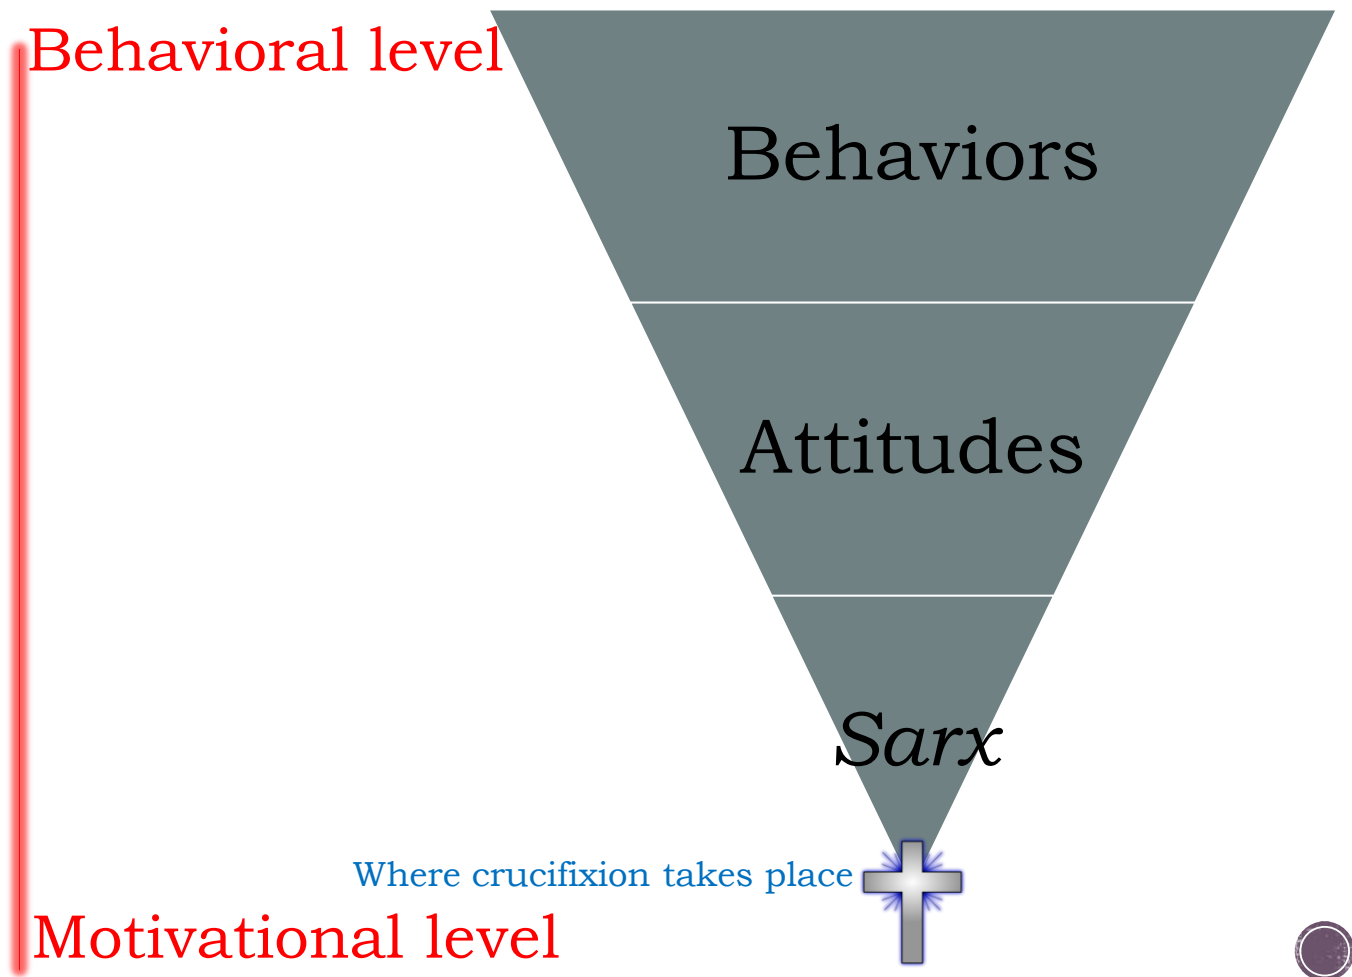 Behavioral level
Behaviors
Attitudes
Sarx
Where crucifixion takes place
Motivational level